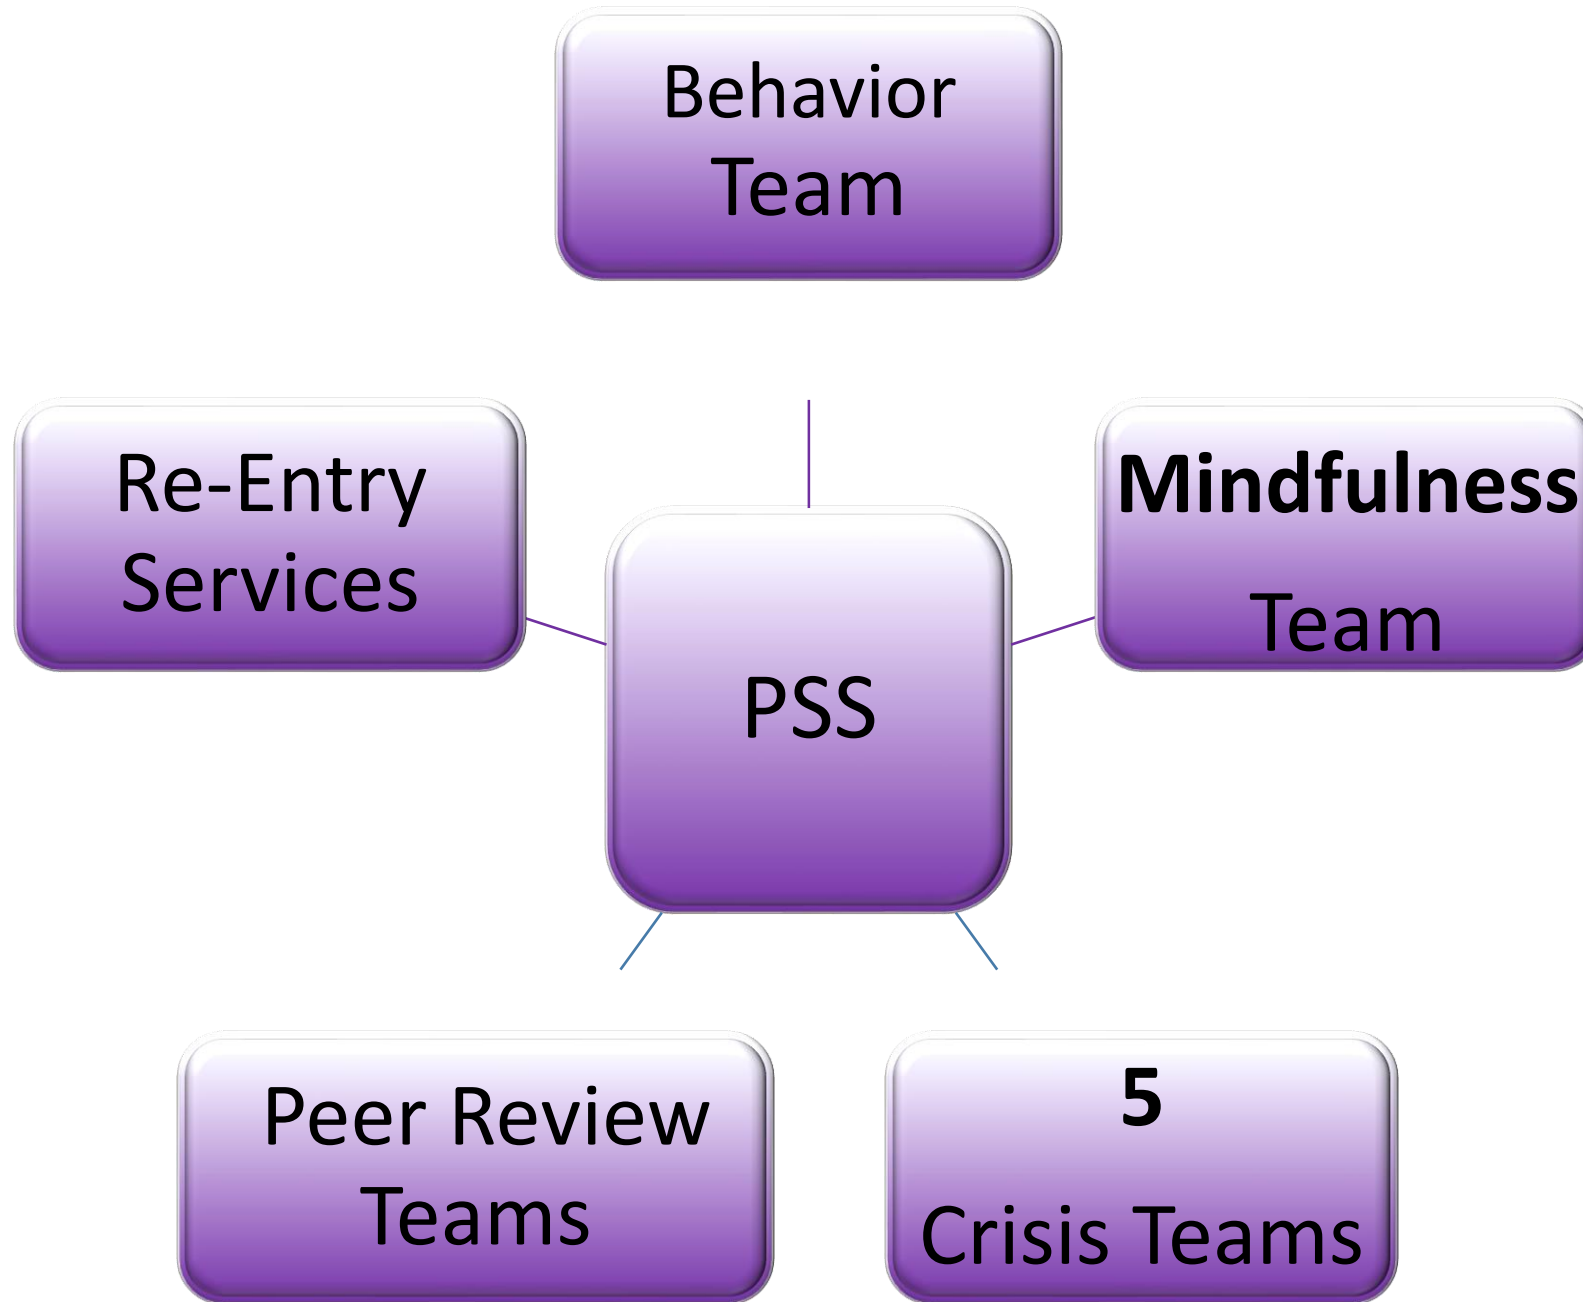 Behavior
Team
Re-Entry
Services
Mindfulness
Team
PSS
Peer Review
Teams
5
Crisis Teams